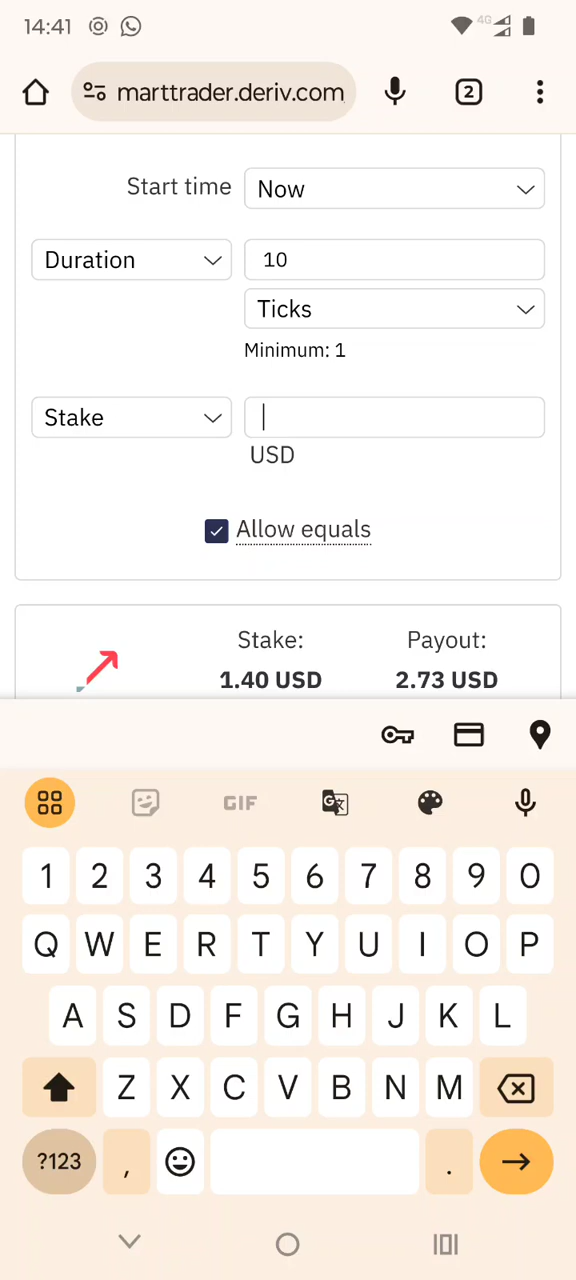 14:41 4G
marttrader.deriv.com 2
Start time Now
Duration 10
Ticks
Minimum: 1
Stake
USD
Allow equals
Stake: Payout:
1.40 USD 2.73 USD
GIF G
1 2 3 4 5 6 7 8 9 0
Q W E R T Y U I O P
A S D F G H J K L
Z X C V B N M
?123 , .